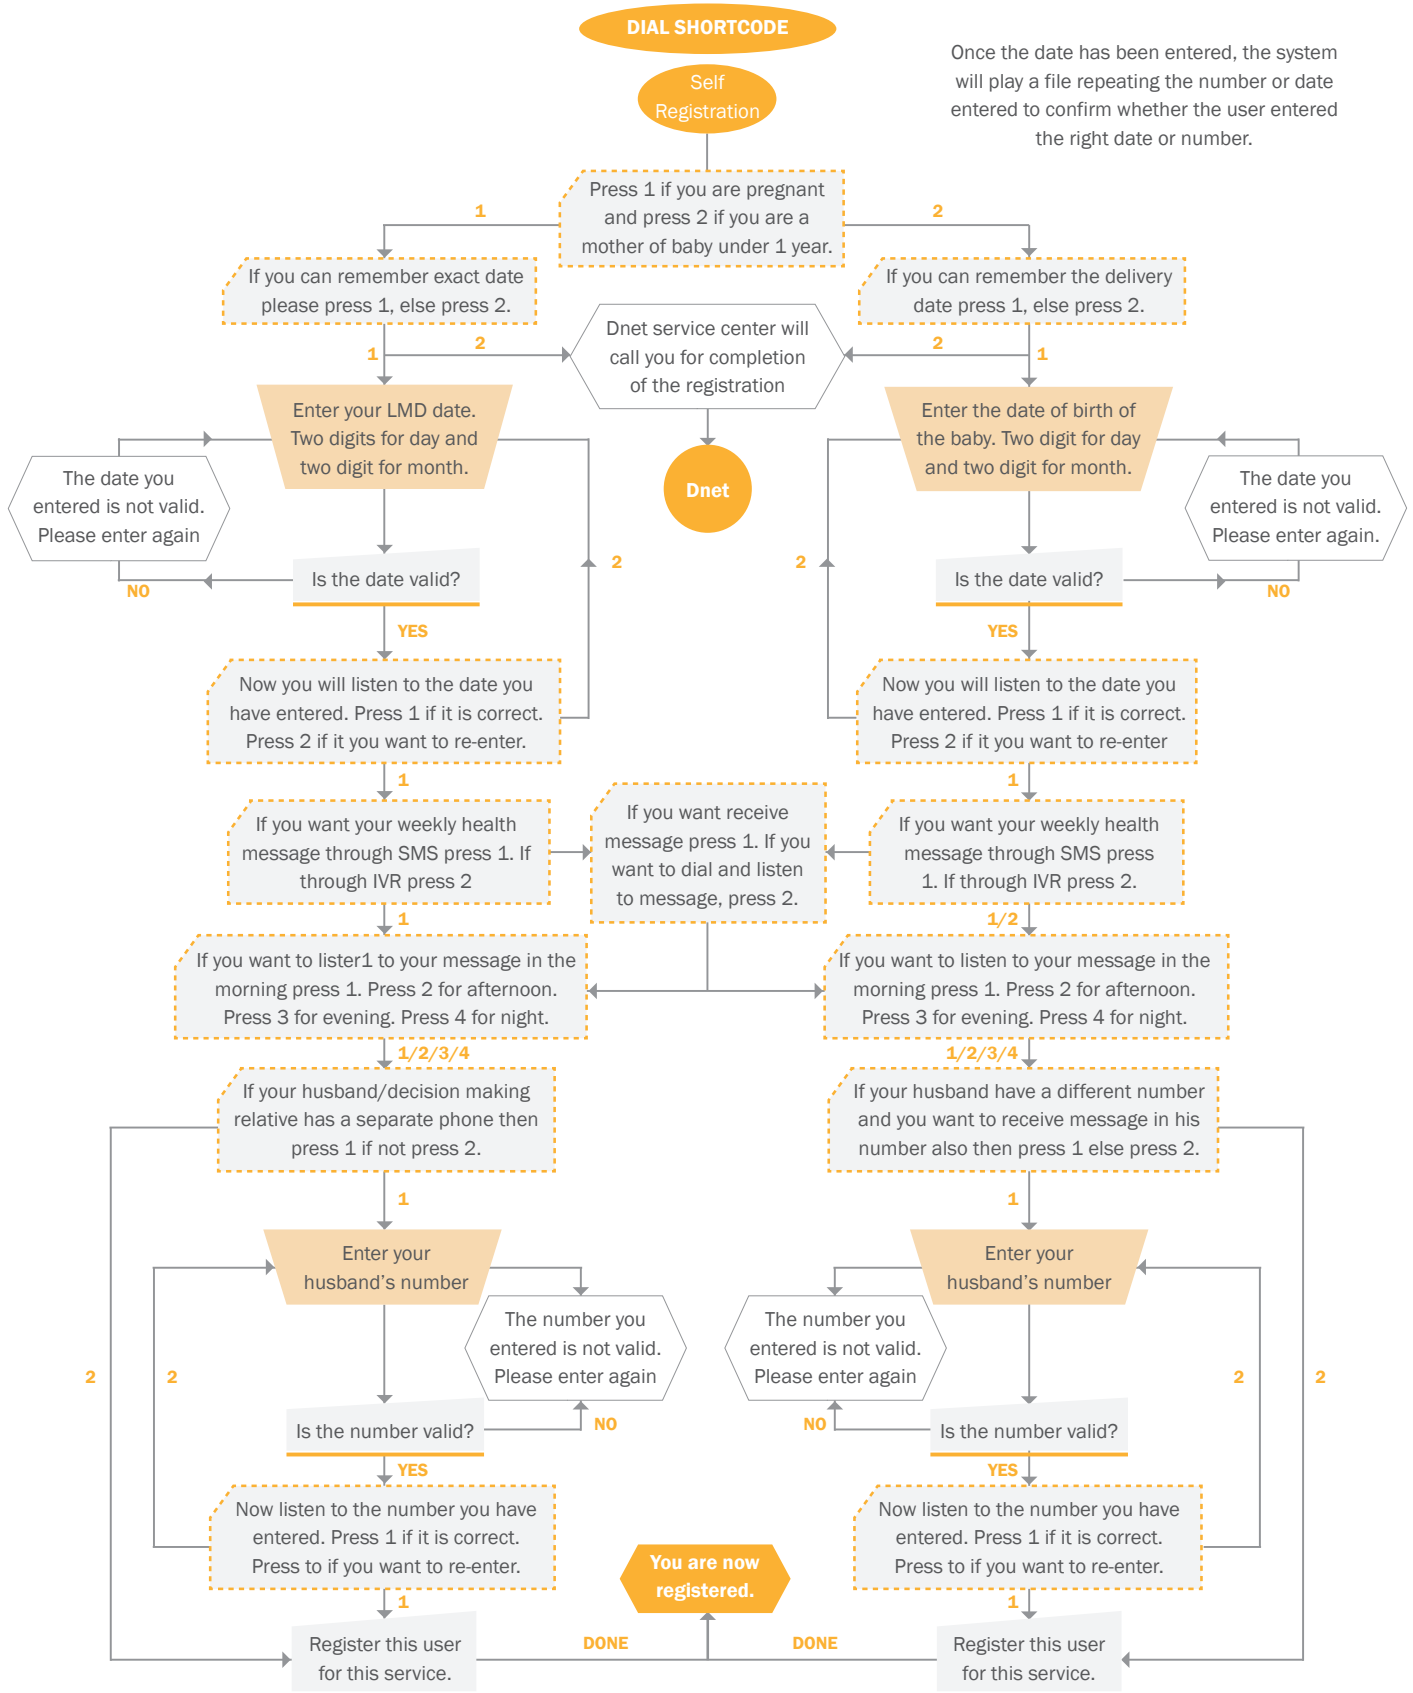 DIAL SHORTCODE
Self
Registration
Once the date has been entered, the system
will play a file repeating the number or date
entered to confirm whether the user entered
the right date or number.
Press 1 if you are pregnant
and press 2 if you are a
mother of baby under 1 year.
1
2
If you can remember exact date
please press 1, else press 2.
If you can remember the delivery
date press 1, else press 2.
Dnet service center will
call you for completion
of the registration
1
2
2
1
Enter your LMD date.
Two digits for day and
two digit for month.
Enter the date of birth of
the baby. Two digit for day
and two digit for month.
Dnet
The date you
entered is not valid.
Please enter again
The date you
entered is not valid.
Please enter again.
Is the date valid?
Is the date valid?
NO
2
2
NO
YES
YES
Now you will listen to the date you
have entered. Press 1 if it is correct.
Press 2 if it you want to re-enter.
Now you will listen to the date you
have entered. Press 1 if it is correct.
Press 2 if it you want to re-enter
1
1
If you want your weekly health
message through SMS press 1. If
through IVR press 2
If you want receive
message press 1. If you
want to dial and listen
to message, press 2.
If you want your weekly health
message through SMS press
1. If through IVR press 2.
1
1/2
If you want to lister1 to your message in the
morning press 1. Press 2 for afternoon.
Press 3 for evening. Press 4 for night.
If you want to listen to your message in the
morning press 1. Press 2 for afternoon.
Press 3 for evening. Press 4 for night.
1/2/3/4
1/2/3/4
If your husband/decision making
relative has a separate phone then
press 1 if not press 2.
If your husband have a different number
and you want to receive message in his
number also then press 1 else press 2.
1
1
Enter your
husband's number
Enter your
husband's number
The number you
entered is not valid.
Please enter again
The number you
entered is not valid.
Please enter again
2
2
2
2
Is the number valid?
NO
NO
Is the number valid?
YES
YES
Now listen to the number you have
entered. Press 1 if it is correct.
Press to if you want to re-enter.
Now listen to the number you have
entered. Press 1 if it is correct.
Press to if you want to re-enter.
You are now
registered.
1
1
Register this user
for this service.
DONE
DONE
Register this user
for this service.